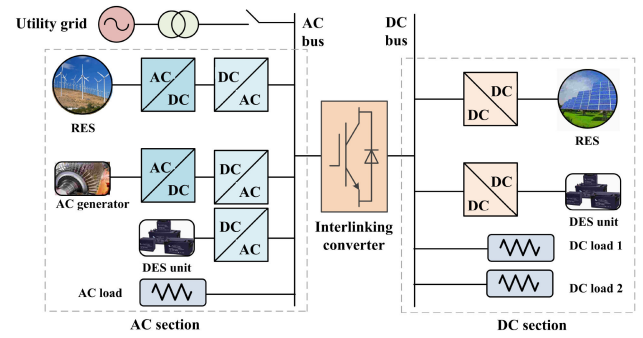 Utility grid
AC
bus
DC
bus
AC
DC
DC
AC
RES
DC
DC
RES
AC
DC
DC
AC
AC generator
DC
AC
DES unit
Interlinking
converter
DC
DC
DES unit
DC load 1
DC load 2
AC load
AC section
DC section